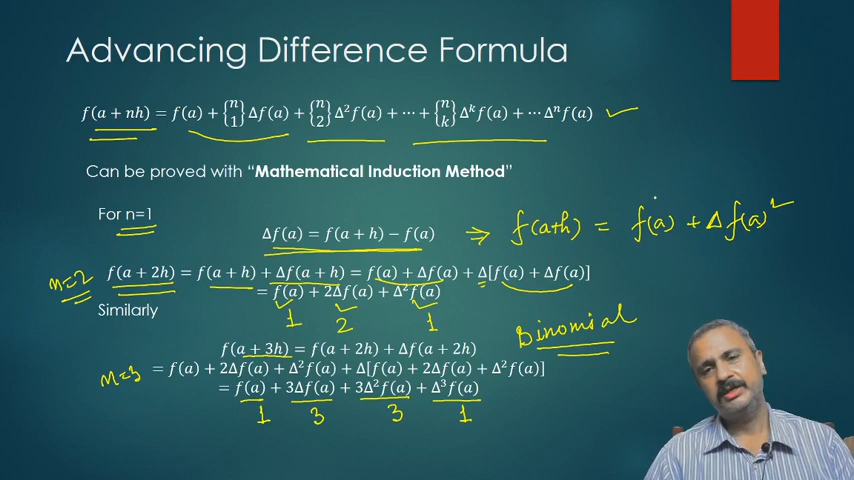 Advancing Difference Formula
f(a + nh) = f(a) + {n 1} Δf(a) + {n 2} Δ²f(a) + ⋯ + {n k} Δᵏf(a) + ⋯ Δⁿf(a) ✓
Can be proved with “Mathematical Induction Method”
For n=1
Δf(a) = f(a + h) − f(a) ⇒ f(a+h) = f(a) + Δf(a) ✓
n=2 f(a + 2h) = f(a + h) + Δf(a + h) = f(a) + Δf(a) + Δ[f(a) + Δf(a)]
= f(a) + 2Δf(a) + Δ²f(a)
✓ ✓ ✓
Similarly
1 2 1
Binomial
f(a + 3h) = f(a + 2h) + Δf(a + 2h)
n=3 = f(a) + 2Δf(a) + Δ²f(a) + Δ[f(a) + 2Δf(a) + Δ²f(a)]
= f(a) + 3Δf(a) + 3Δ²f(a) + Δ³f(a)
1 3 3 1